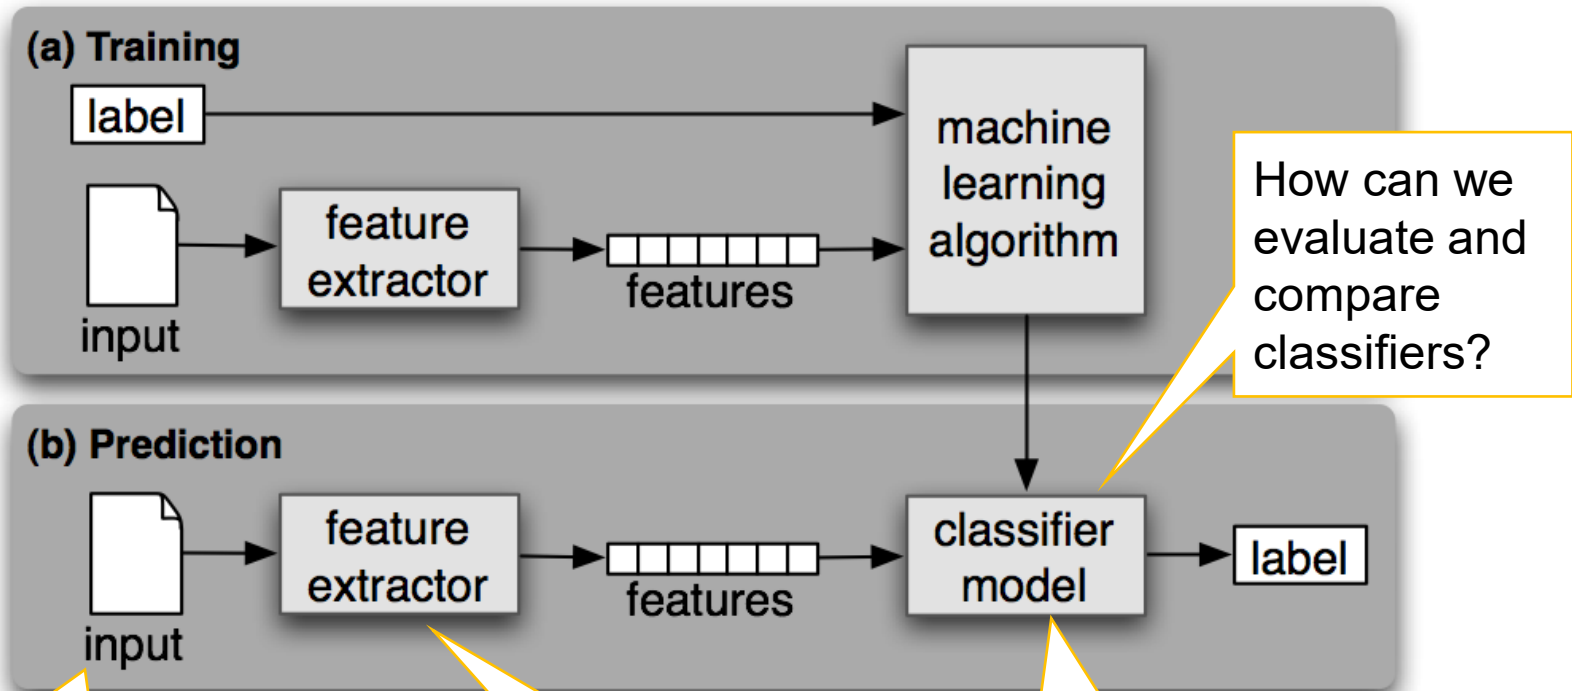 (a) Training
label
input
feature
extractor
features
machine
learning
algorithm
How can we
evaluate and
compare
classifiers?
(b) Prediction
input
feature
extractor
features
classifier
model
label